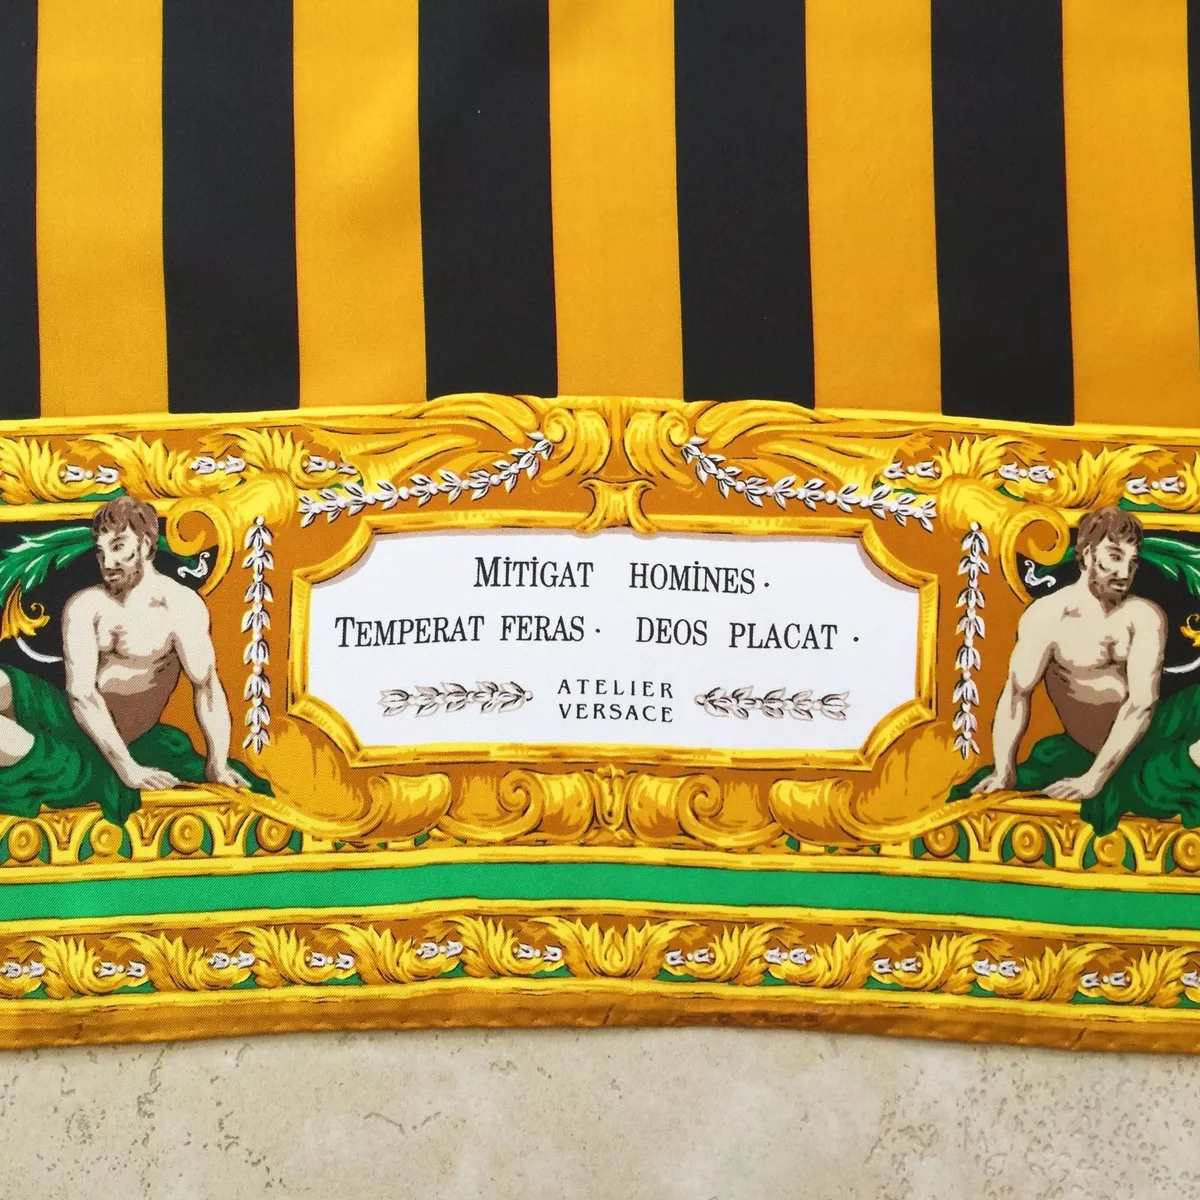 MiTiGAT HOMiNES ·
TEMPERAT FERAS · DEOS PLACAT ·
ATELIER
VERSACE